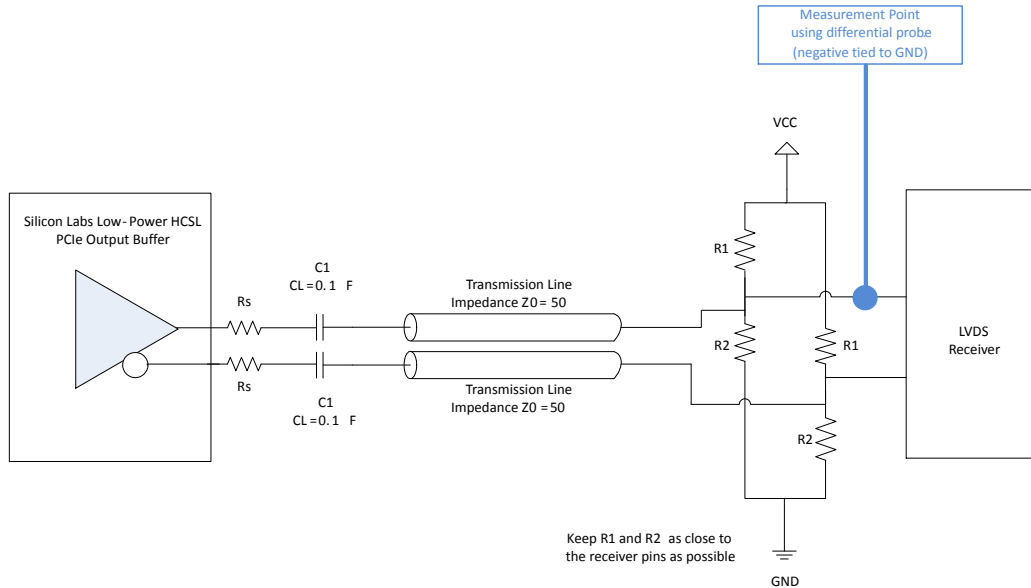 Measurement Point
using differential probe
(negative tied to GND)
VCC
Silicon Labs Low-Power HCSL
PCIe Output Buffer
Rs
C1
CL=0.1 F
Transmission Line
Impedance Z0=50
R1
R2
R1
LVDS
Receiver
Rs
C1
CL=0.1 F
Transmission Line
Impedance Z0=50
R2
Keep R1 and R2 as close to
the receiver pins as possible
GND